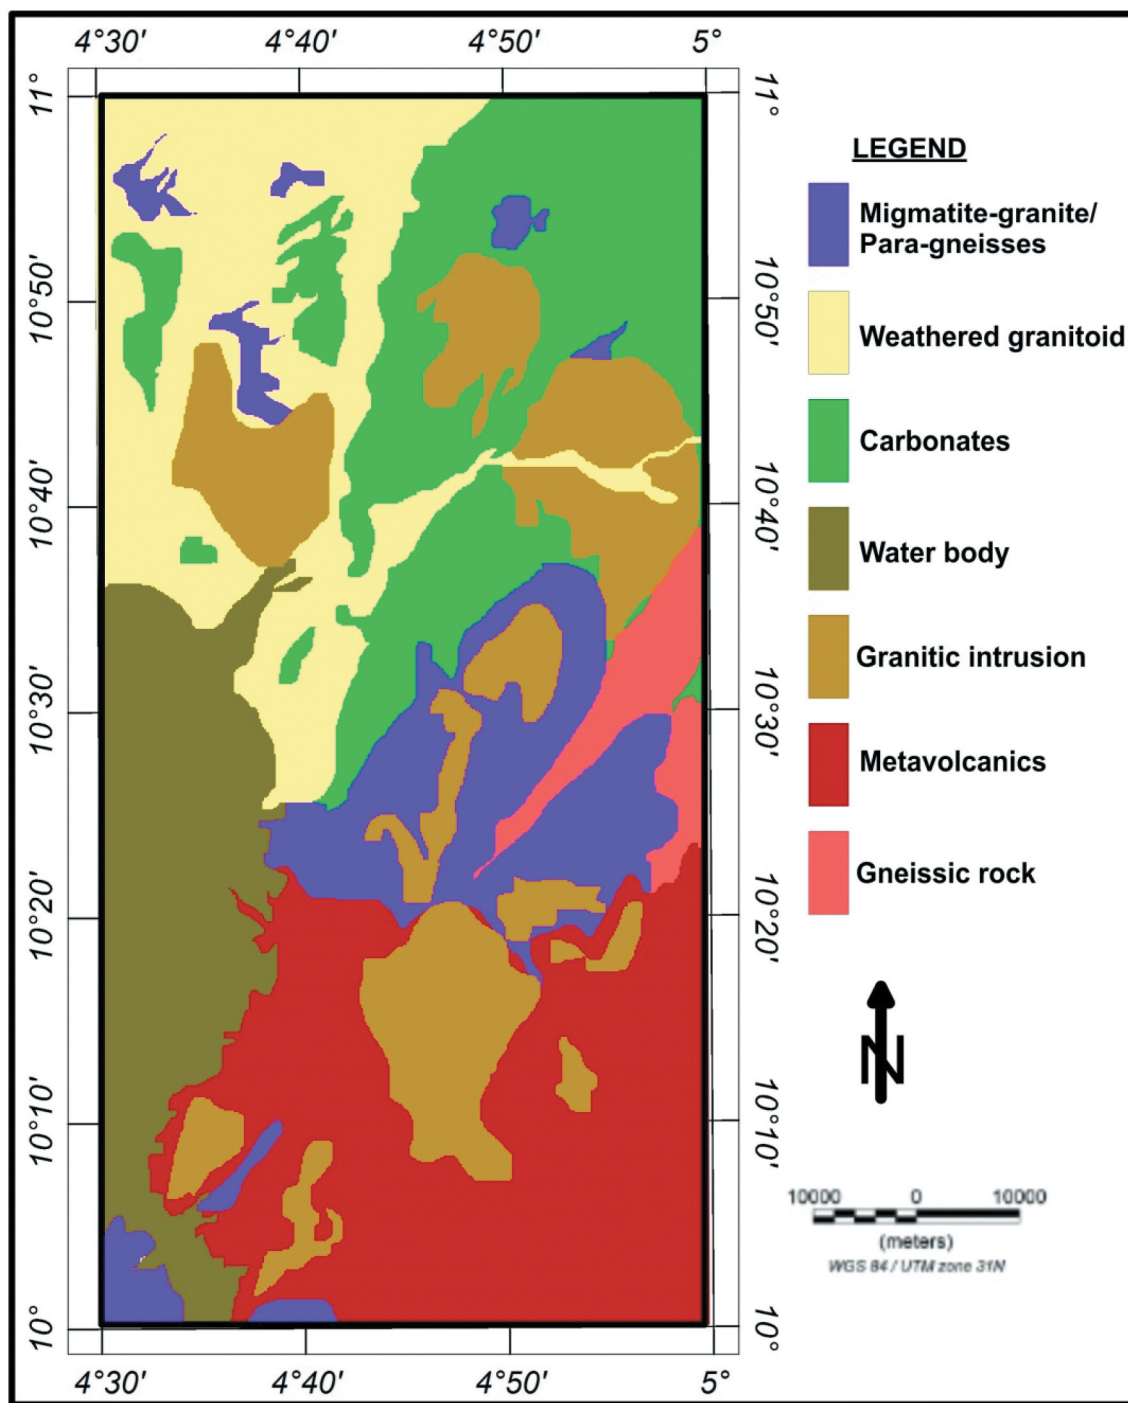 4°30' 4°40' 4°50' 5°
11° 11°
LEGEND
Migmatite-granite/
Para-gneisses
10°50' 10°50'
Weathered granitoid
Carbonates
10°40' 10°40'
Water body
Granitic intrusion
10°30' 10°30'
Metavolcanics
Gneissic rock
10°20' 10°20'
N
10°10' 10°10'
10000 0 10000
(meters)
WGS 84 / UTM zone 31N
10° 10°
4°30' 4°40' 4°50' 5°